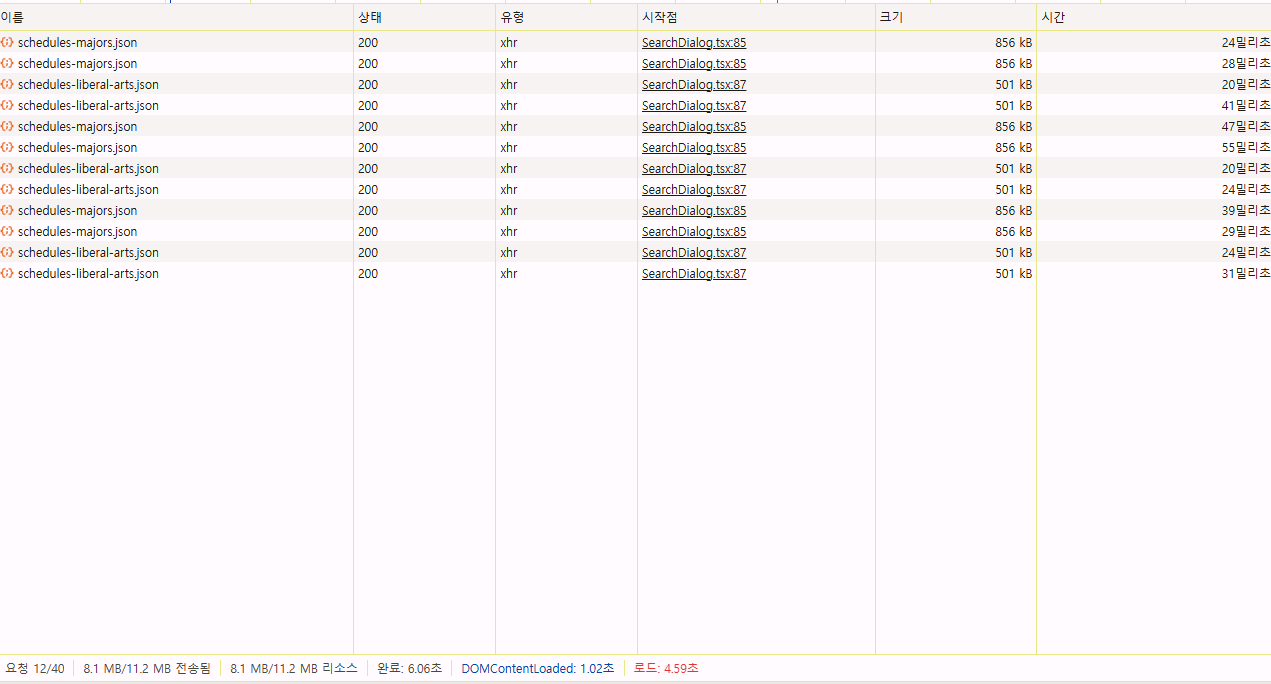 이름 상태 유형 시작점 크기 시간
schedules-majors.json 200 xhr SearchDialog.tsx:85 856 kB 24밀리초
schedules-majors.json 200 xhr SearchDialog.tsx:85 856 kB 28밀리초
schedules-liberal-arts.json 200 xhr SearchDialog.tsx:87 501 kB 20밀리초
schedules-liberal-arts.json 200 xhr SearchDialog.tsx:87 501 kB 41밀리초
schedules-majors.json 200 xhr SearchDialog.tsx:85 856 kB 47밀리초
schedules-majors.json 200 xhr SearchDialog.tsx:85 856 kB 55밀리초
schedules-liberal-arts.json 200 xhr SearchDialog.tsx:87 501 kB 20밀리초
schedules-liberal-arts.json 200 xhr SearchDialog.tsx:87 501 kB 24밀리초
schedules-majors.json 200 xhr SearchDialog.tsx:85 856 kB 39밀리초
schedules-majors.json 200 xhr SearchDialog.tsx:85 856 kB 29밀리초
schedules-liberal-arts.json 200 xhr SearchDialog.tsx:87 501 kB 24밀리초
schedules-liberal-arts.json 200 xhr SearchDialog.tsx:87 501 kB 31밀리초
요청 12/40 8.1 MB/11.2 MB 전송됨 8.1 MB/11.2 MB 리소스 완료: 6.06초 DOMContentLoaded: 1.02초 로드: 4.59초